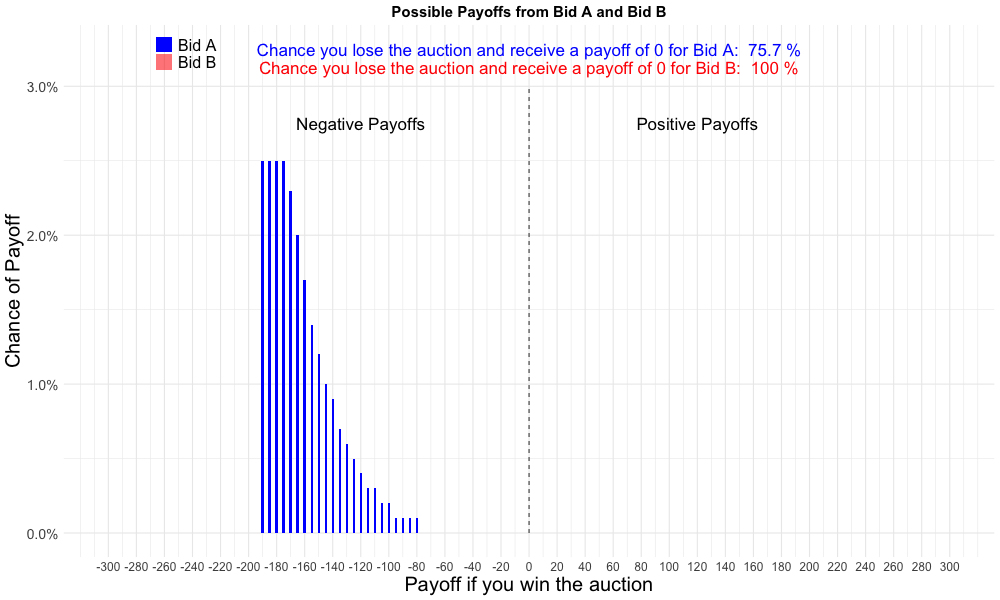 Possible Payoffs from Bid A and Bid B
Bid A
Bid B
Chance you lose the auction and receive a payoff of 0 for Bid A:  75.7 %
Chance you lose the auction and receive a payoff of 0 for Bid B:  100 %
Negative Payoffs
Positive Payoffs
Chance of Payoff
3.0%
2.0%
1.0%
0.0%
-300 -280 -260 -240 -220 -200 -180 -160 -140 -120 -100 -80 -60 -40 -20 0 20 40 60 80 100 120 140 160 180 200 220 240 260 280 300
Payoff if you win the auction